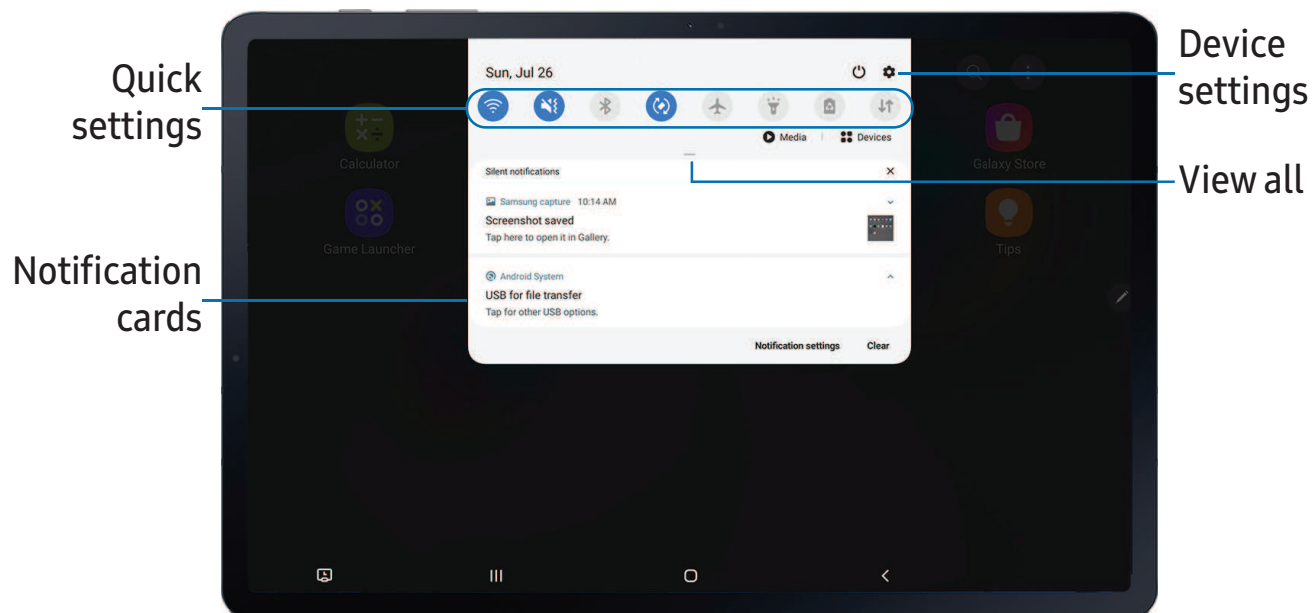 Quick
settings
Notification
cards
Device
settings
View all
Sun, Jul 26
Media
Devices
Silent notifications
Samsung capture 10:14 AM
Screenshot saved
Tap here to open it in Gallery.
Android System
USB for file transfer
Tap for other USB options.
Notification settings Clear
Calculator
Game Launcher
Galaxy Store
Tips